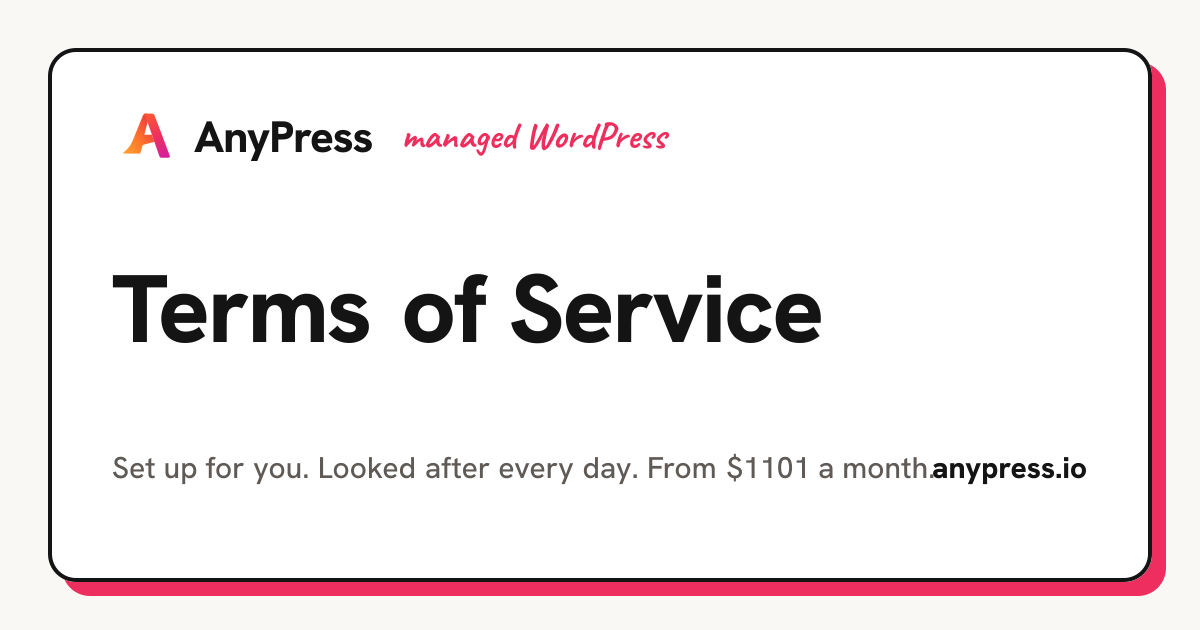 AnyPress managed WordPress
Terms of Service
Set up for you. Looked after every day. From $1101 a month. anypress.io